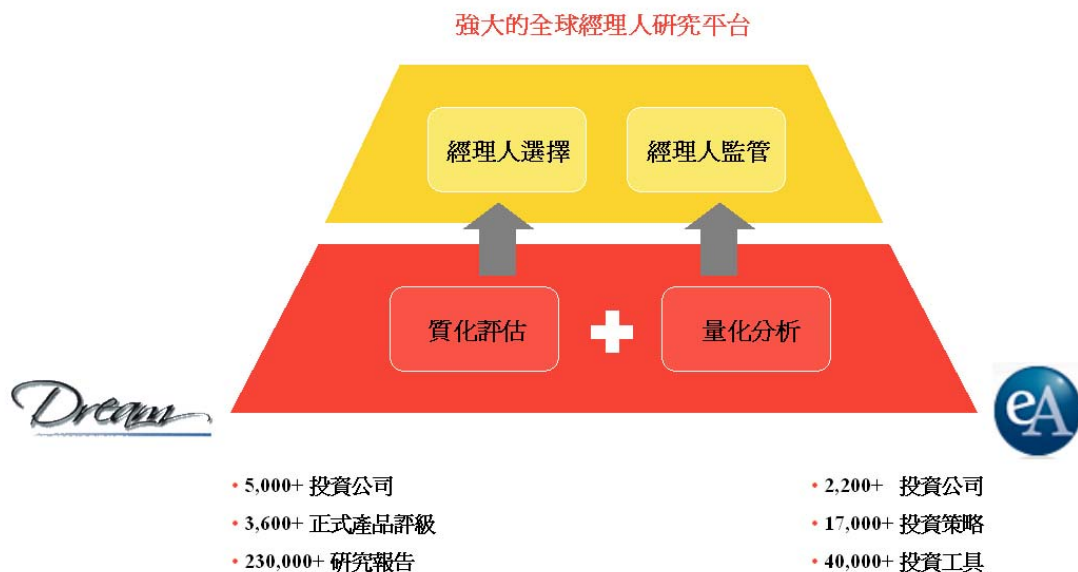 強大的全球經理人研究平台
經理人選擇
經理人監管
質化評估
量化分析
Dream
eA
• 5,000+ 投資公司
• 3,600+ 正式產品評級
• 230,000+ 研究報告
• 2,200+ 投資公司
• 17,000+ 投資策略
• 40,000+ 投資工具